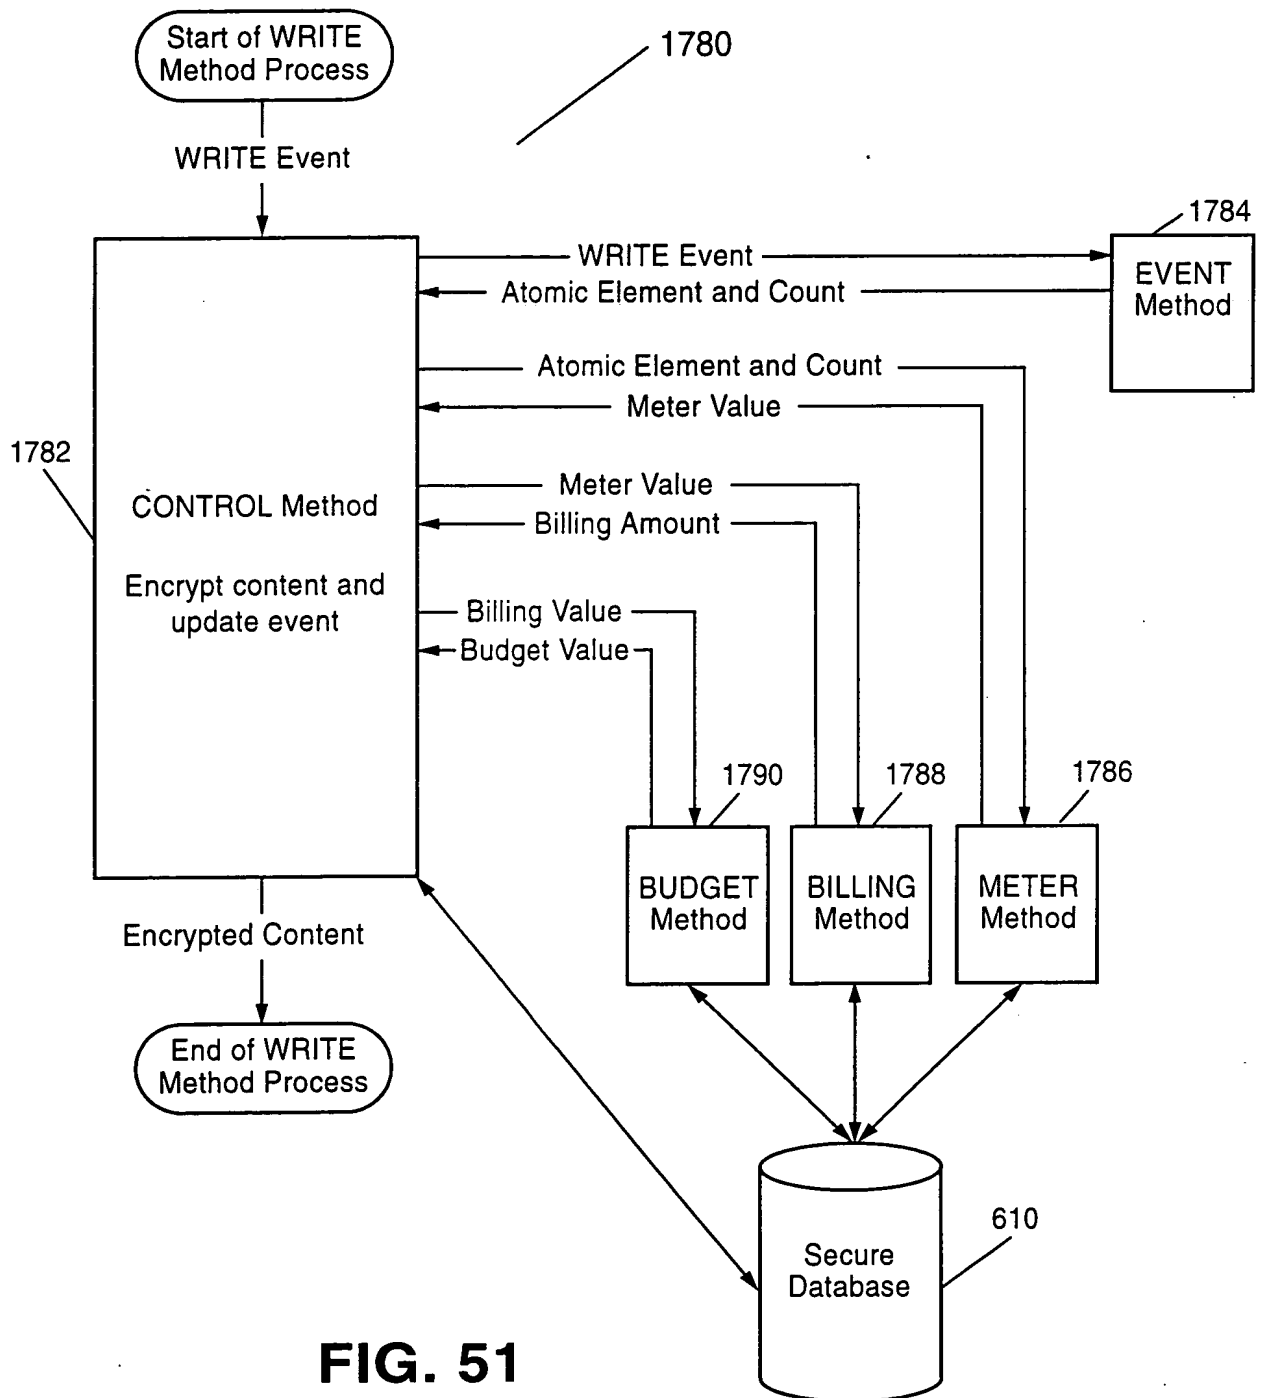 Start of WRITE
Method Process
1780
WRITE Event
1784
WRITE Event
EVENT
Method
Atomic Element and Count
Atomic Element and Count
Meter Value
1782
CONTROL Method
Meter Value
Billing Amount
Encrypt content and
update event
Billing Value
Budget Value
1790
1788
1786
BUDGET
Method
BILLING
Method
METER
Method
Encrypted Content
End of WRITE
Method Process
610
Secure
Database
FIG. 51